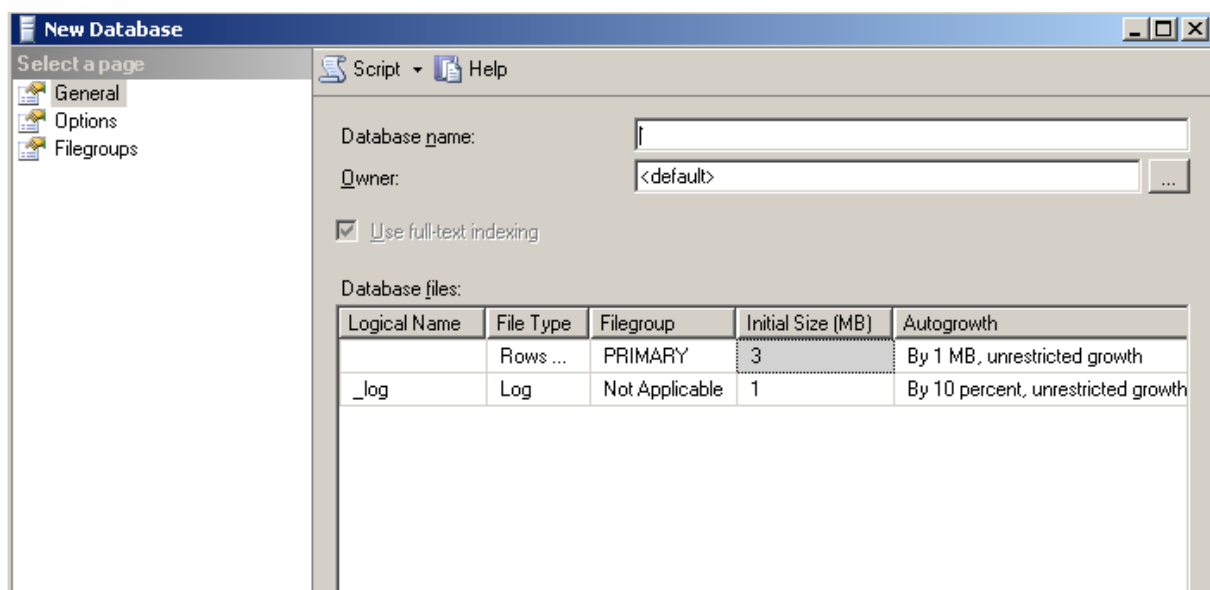 New Database
Select a page
General
Options
Filegroups
Script Help
Database name:
Owner: <default> ...
Use full-text indexing
Database files:
Logical Name File Type Filegroup Initial Size (MB) Autogrowth
Rows ... PRIMARY 3 By 1 MB, unrestricted growth
_log Log Not Applicable 1 By 10 percent, unrestricted growth